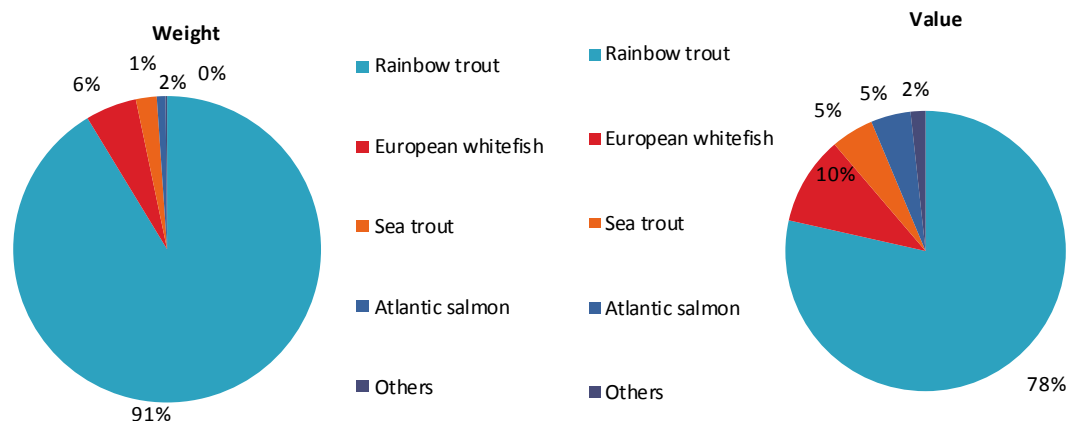 Weight
1%
6%
2%
0%
91%
Rainbow trout
European whitefish
Sea trout
Atlantic salmon
Others
Value
Rainbow trout
European whitefish
Sea trout
Atlantic salmon
Others
5%
5%
2%
10%
78%